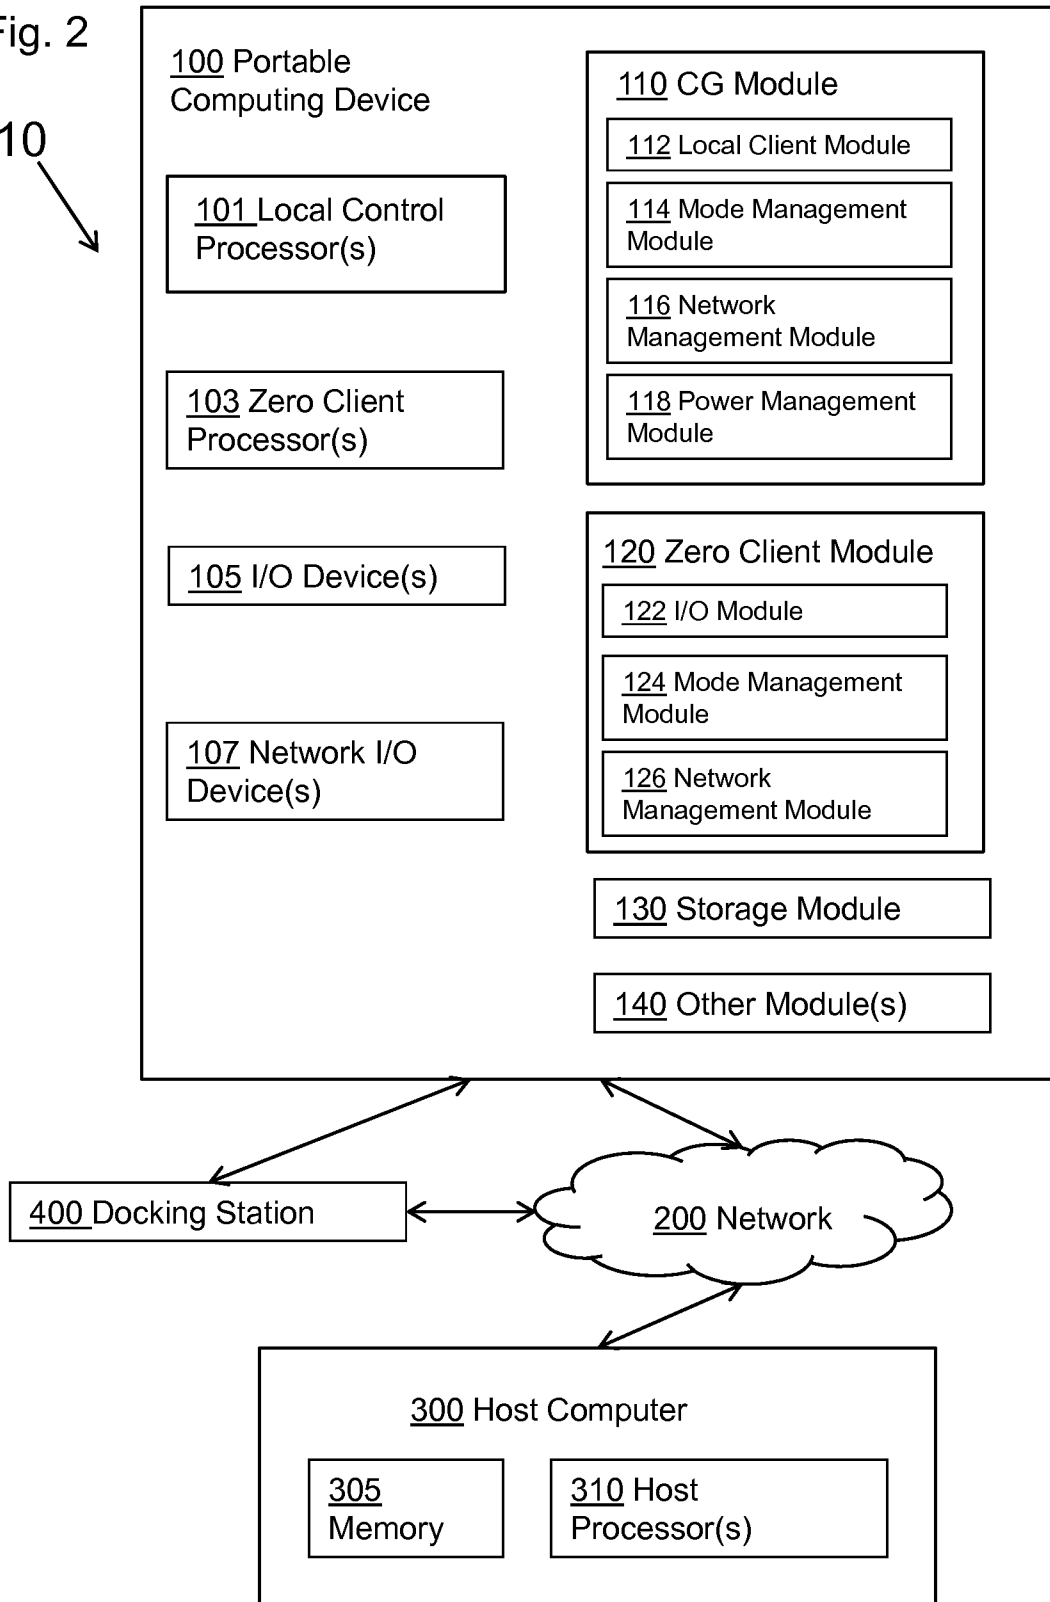 Fig. 2
10
100 Portable
Computing Device
101 Local Control
Processor(s)
103 Zero Client
Processor(s)
105 I/O Device(s)
107 Network I/O
Device(s)
110 CG Module
112 Local Client Module
114 Mode Management
Module
116 Network
Management Module
118 Power Management
Module
120 Zero Client Module
122 I/O Module
124 Mode Management
Module
126 Network
Management Module
130 Storage Module
140 Other Module(s)
400 Docking Station
200 Network
300 Host Computer
305
Memory
310 Host
Processor(s)